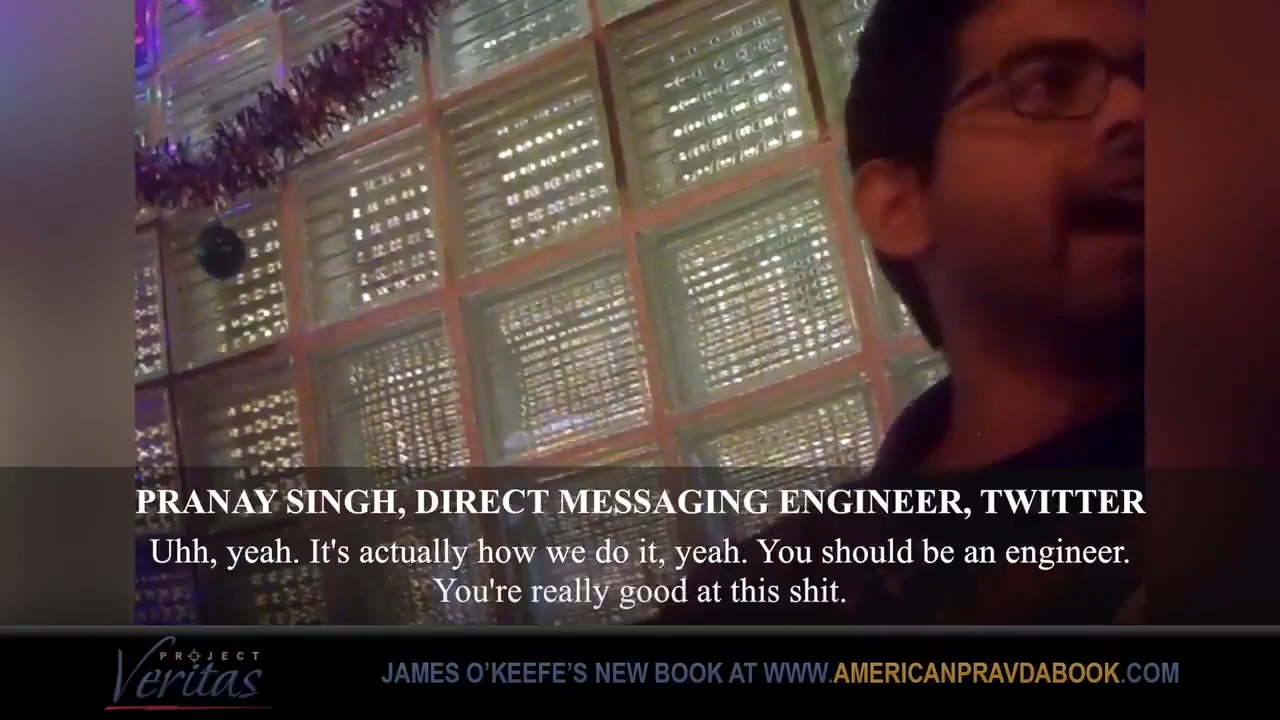 PRANAY SINGH, DIRECT MESSAGING ENGINEER, TWITTER
Uhh, yeah. It's actually how we do it, yeah. You should be an engineer.
You're really good at this shit.
PROJECT
Veritas
JAMES O'KEEFE'S NEW BOOK AT WWW.AMERICANPRAVDABOOK.COM